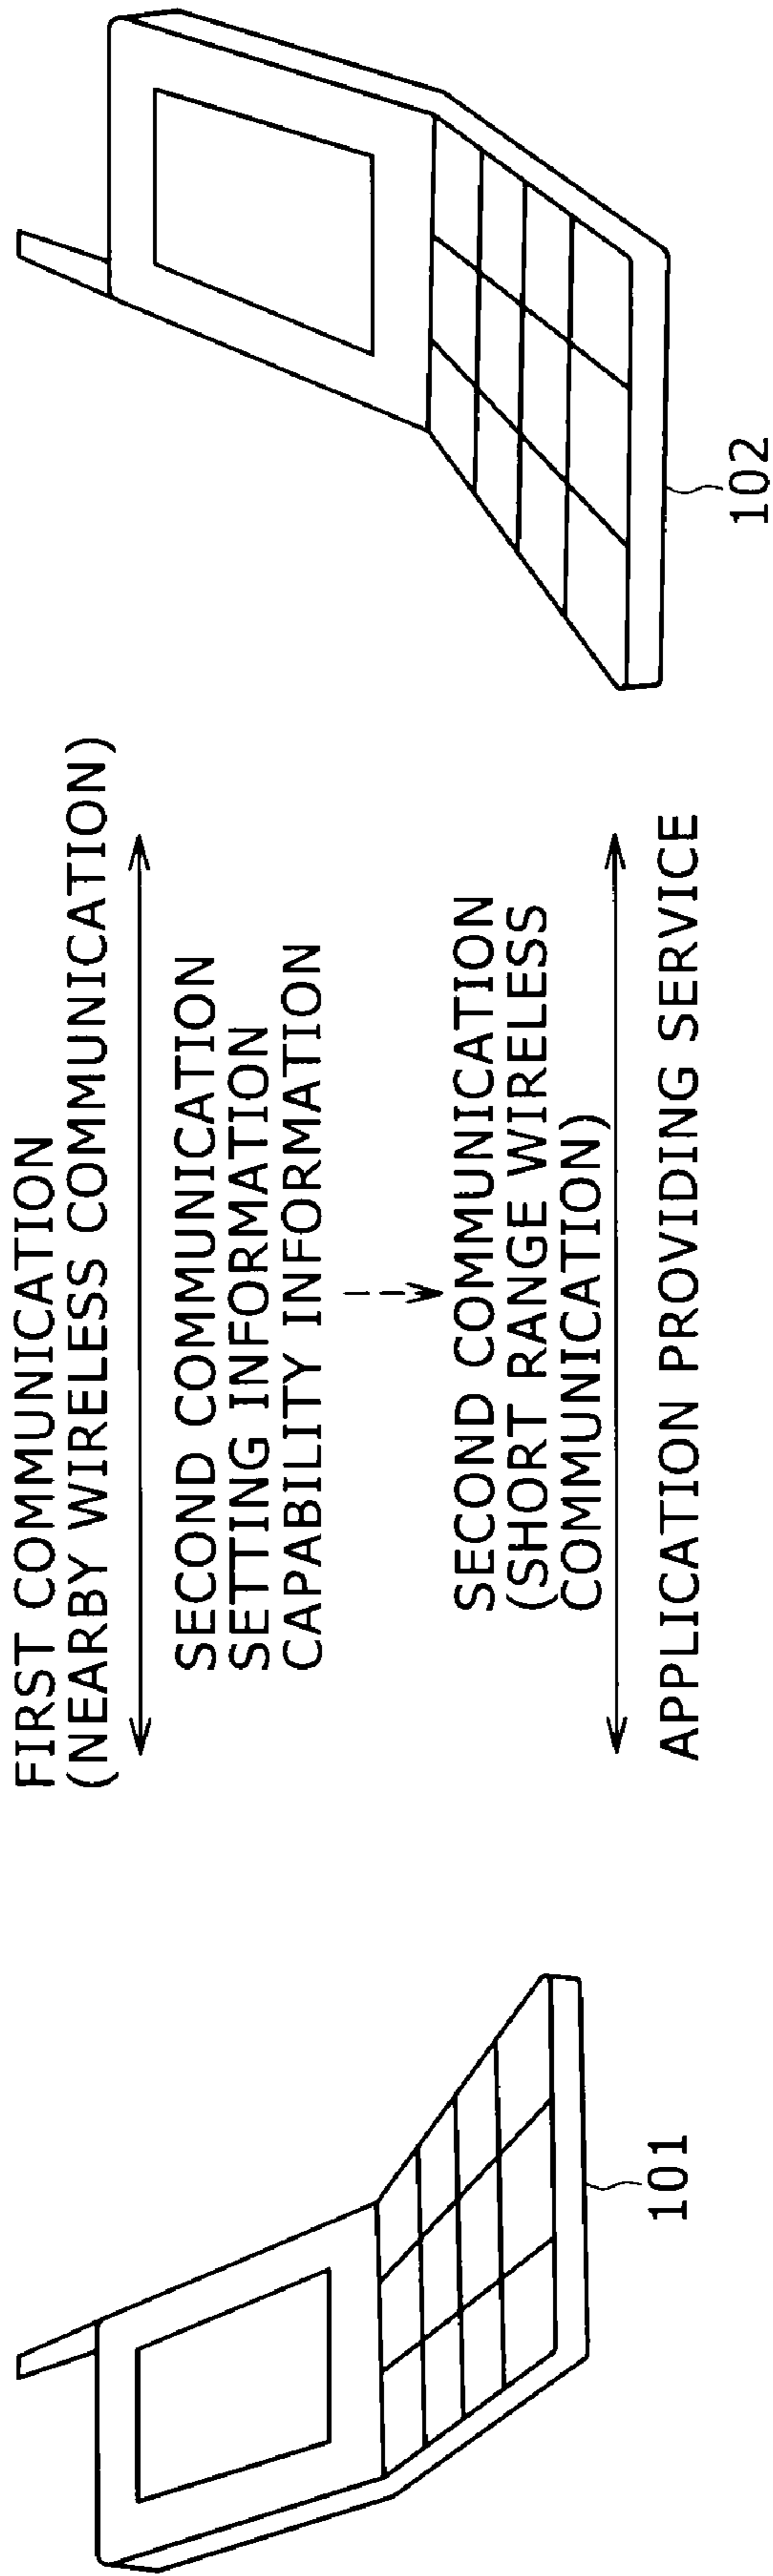 FIRST COMMUNICATION
(NEARBY WIRELESS COMMUNICATION)
SECOND COMMUNICATION
SETTING INFORMATION
CAPABILITY INFORMATION
SECOND COMMUNICATION
(SHORT RANGE WIRELESS
COMMUNICATION)
APPLICATION PROVIDING SERVICE
101
102